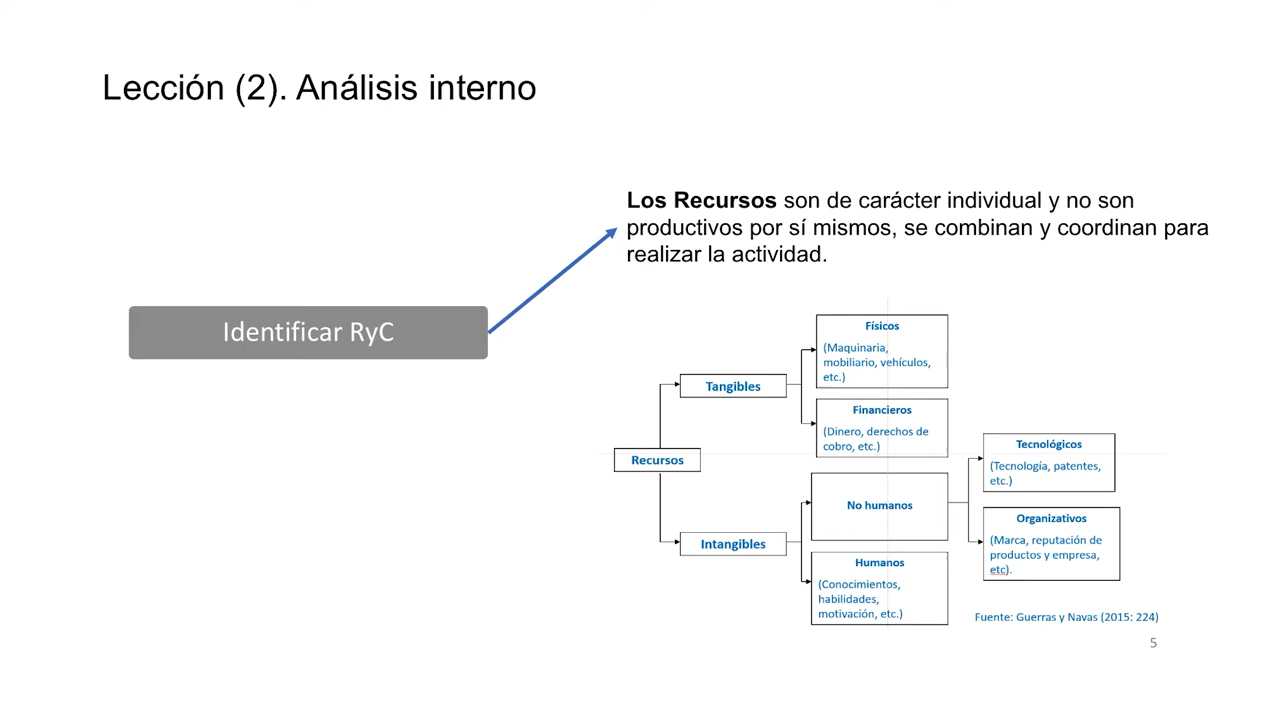 Lección (2). Análisis interno
Los Recursos son de carácter individual y no son
productivos por sí mismos, se combinan y coordinan para
realizar la actividad.
Identificar RyC
Recursos
Tangibles
Físicos
(Maquinaria,
mobiliario, vehículos,
etc.)
Financieros
(Dinero, derechos de
cobro, etc.)
Intangibles
No humanos
Tecnológicos
(Tecnología, patentes,
etc.)
Organizativos
(Marca, reputación de
productos y empresa,
etc).
Humanos
(Conocimientos,
habilidades,
motivación, etc.)
Fuente: Guerras y Navas (2015: 224)
5